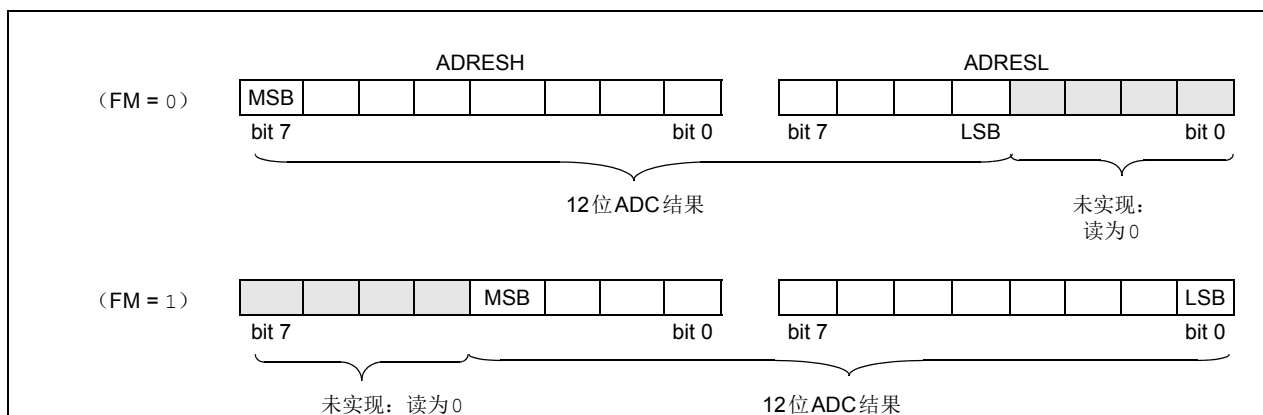 ADRESH ADRESL
（FM = 0） MSB
bit 7 bit 0 bit 7 LSB bit 0
12位ADC结果 未实现：
读为0
（FM = 1） MSB LSB
bit 7 bit 0 bit 7 bit 0
未实现：读为0 12位ADC结果